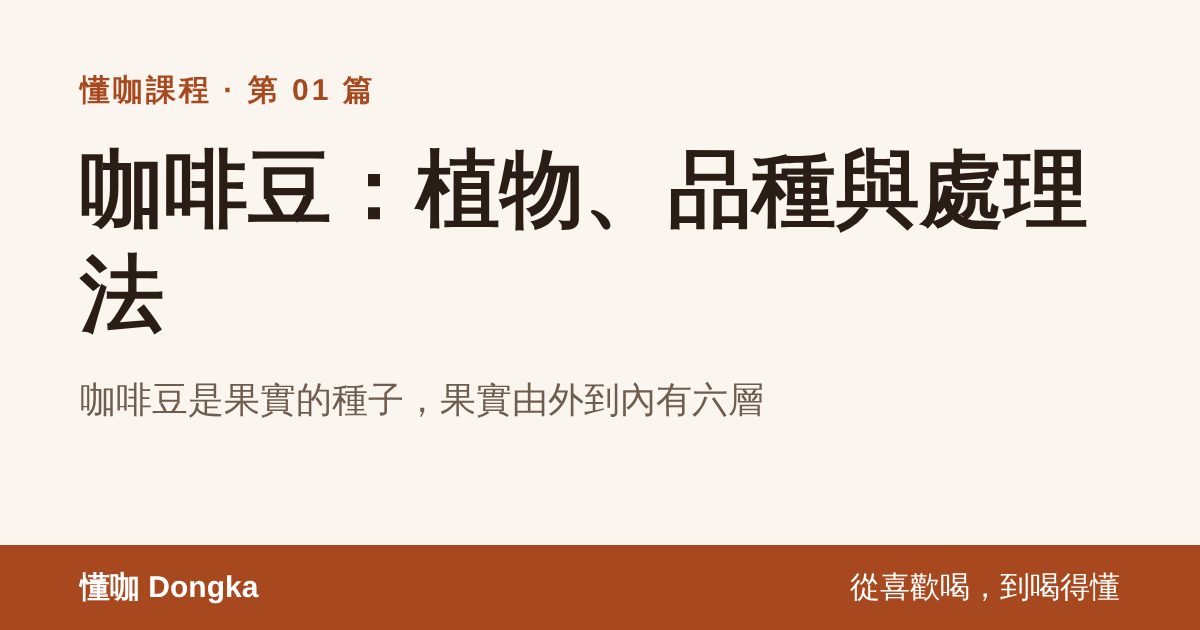 懂咖課程 · 第 01 篇
咖啡豆：植物、品種與處理
法
咖啡豆是果實的種子，果實由外到內有六層
懂咖 Dongka
從喜歡喝，到喝得懂